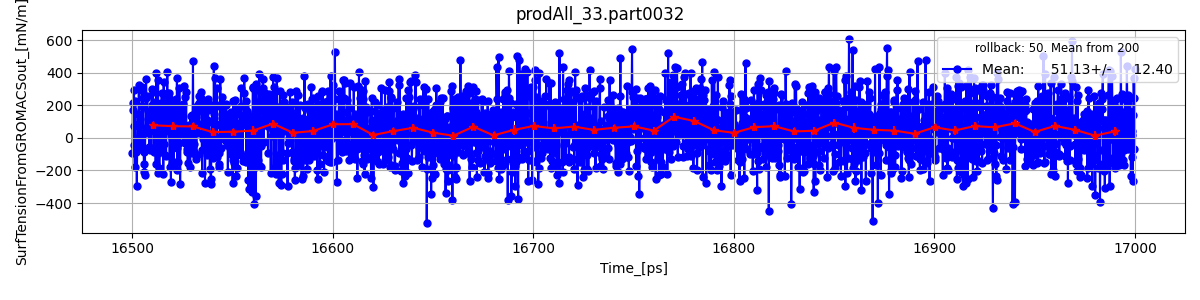 prodAll_33.part0032
SurfTensionFromGROMACSout_[mN/m]
600
400
200
0
−200
−400
rollback: 50. Mean from 200
Mean: 51.13+/- 12.40
16500 16600 16700 16800 16900 17000
Time_[ps]